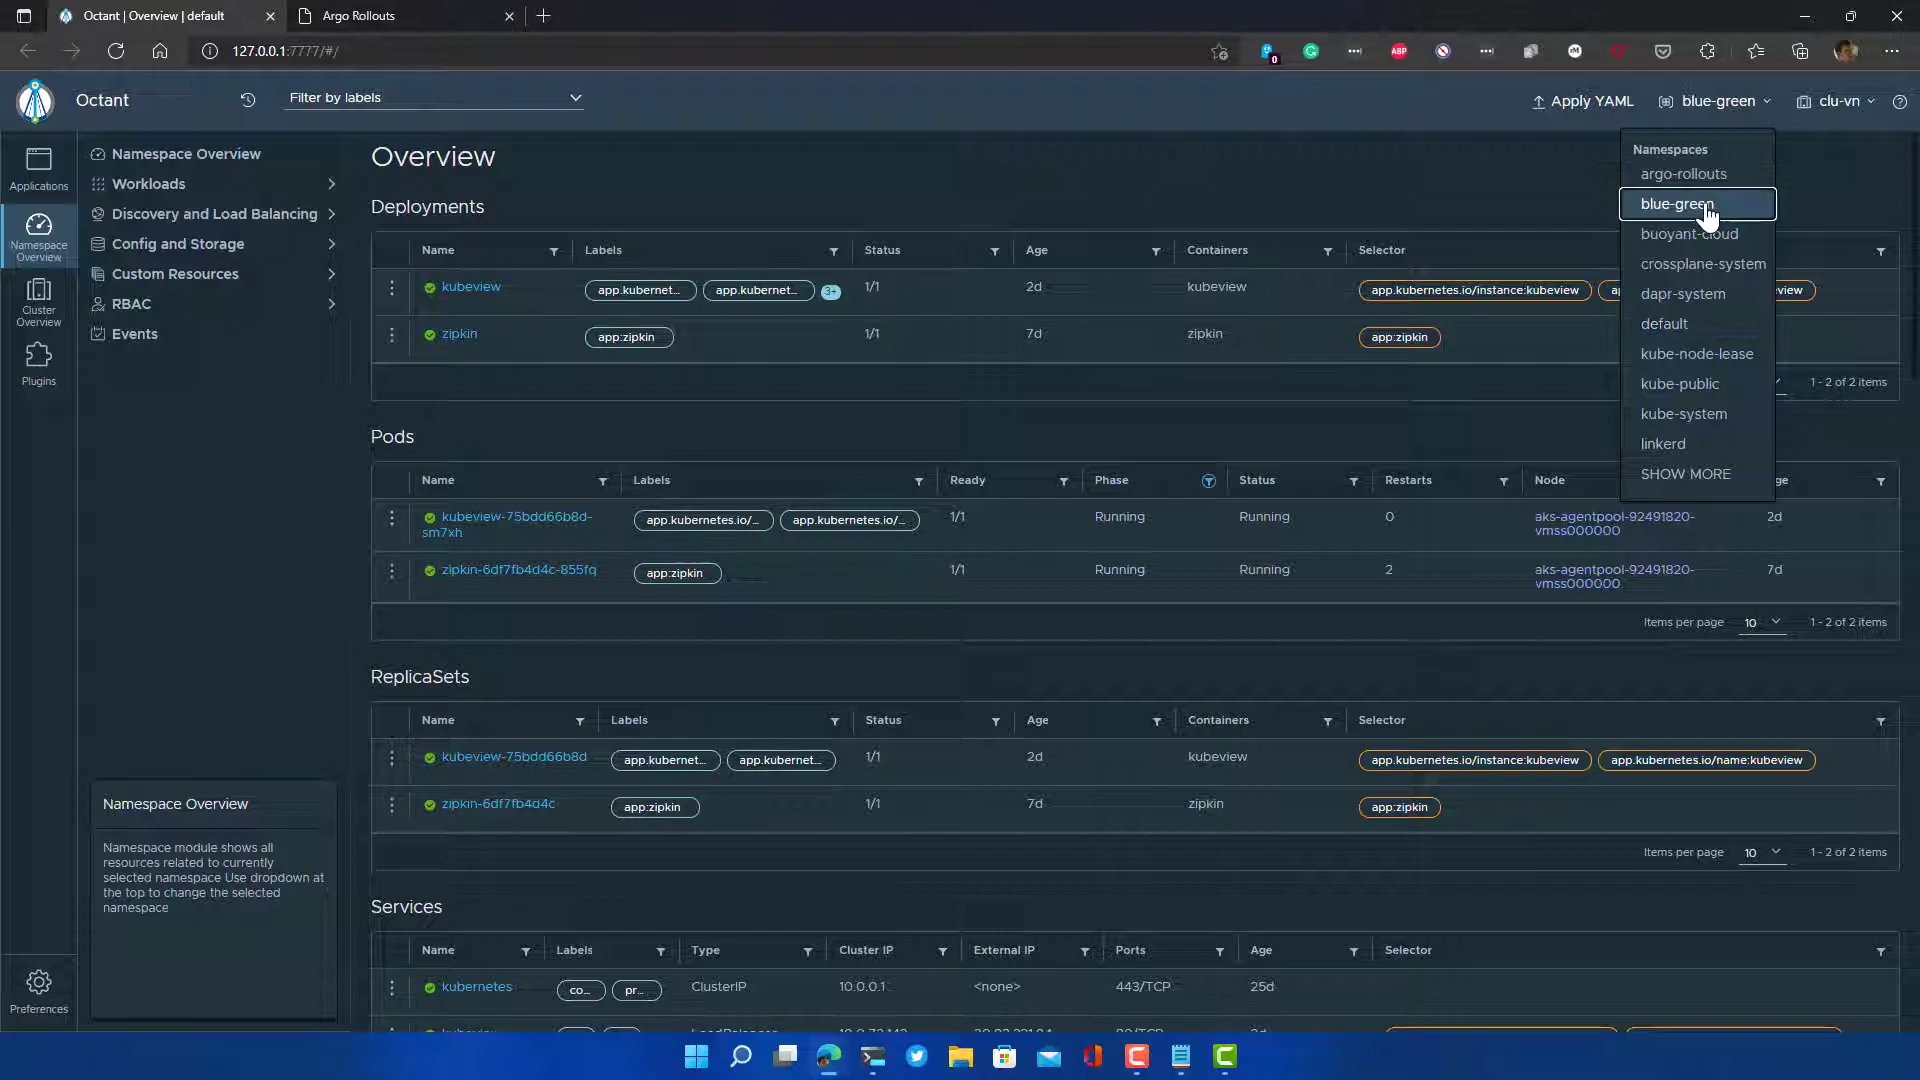 Octant | Overview | default
Argo Rollouts
127.0.0.1:7777/#/
0
ABP
Octant
Filter by labels
Apply YAML
blue-green
clu-vn
Applications
Namespace
Overview
Cluster
Overview
Plugins
Preferences
Namespace Overview
Workloads
Discovery and Load Balancing
Config and Storage
Custom Resources
RBAC
Events
Namespace Overview
Namespace module shows all
resources related to currently
selected namespace Use dropdown at
the top to change the selected
namespace
Namespaces
argo-rollouts
blue-green
buoyant-cloud
crossplane-system
dapr-system
default
kube-node-lease
kube-public
kube-system
linkerd
SHOW MORE
Overview
Deployments
Name Labels Status Age Containers Selector
kubeview app.kubernet... app.kubernet... 3+ 1/1 2d kubeview app.kubernetes.io/instance:kubeview
zipkin app:zipkin 1/1 7d zipkin app:zipkin
1 - 2 of 2 items
Pods
Name Labels Ready Phase Status Restarts Node
kubeview-75bdd66b8d-
sm7xh app.kubernetes.io/... app.kubernetes.io/... 1/1 Running Running 0 aks-agentpool-92491820-
vmss000000 2d
zipkin-6df7fb4d4c-855fq app:zipkin 1/1 Running Running 2 aks-agentpool-92491820-
vmss000000 7d
Items per page 10 1 - 2 of 2 items
ReplicaSets
Name Labels Status Age Containers Selector
kubeview-75bdd66b8d app.kubernet... app.kubernet... 1/1 2d kubeview app.kubernetes.io/instance:kubeview app.kubernetes.io/name:kubeview
zipkin-6df7fb4d4c app:zipkin 1/1 7d zipkin app:zipkin
Items per page 10 1 - 2 of 2 items
Services
Name Labels Type Cluster IP External IP Ports Age Selector
kubernetes co... pr... ClusterIP 10.0.0.1 <none> 443/TCP 25d